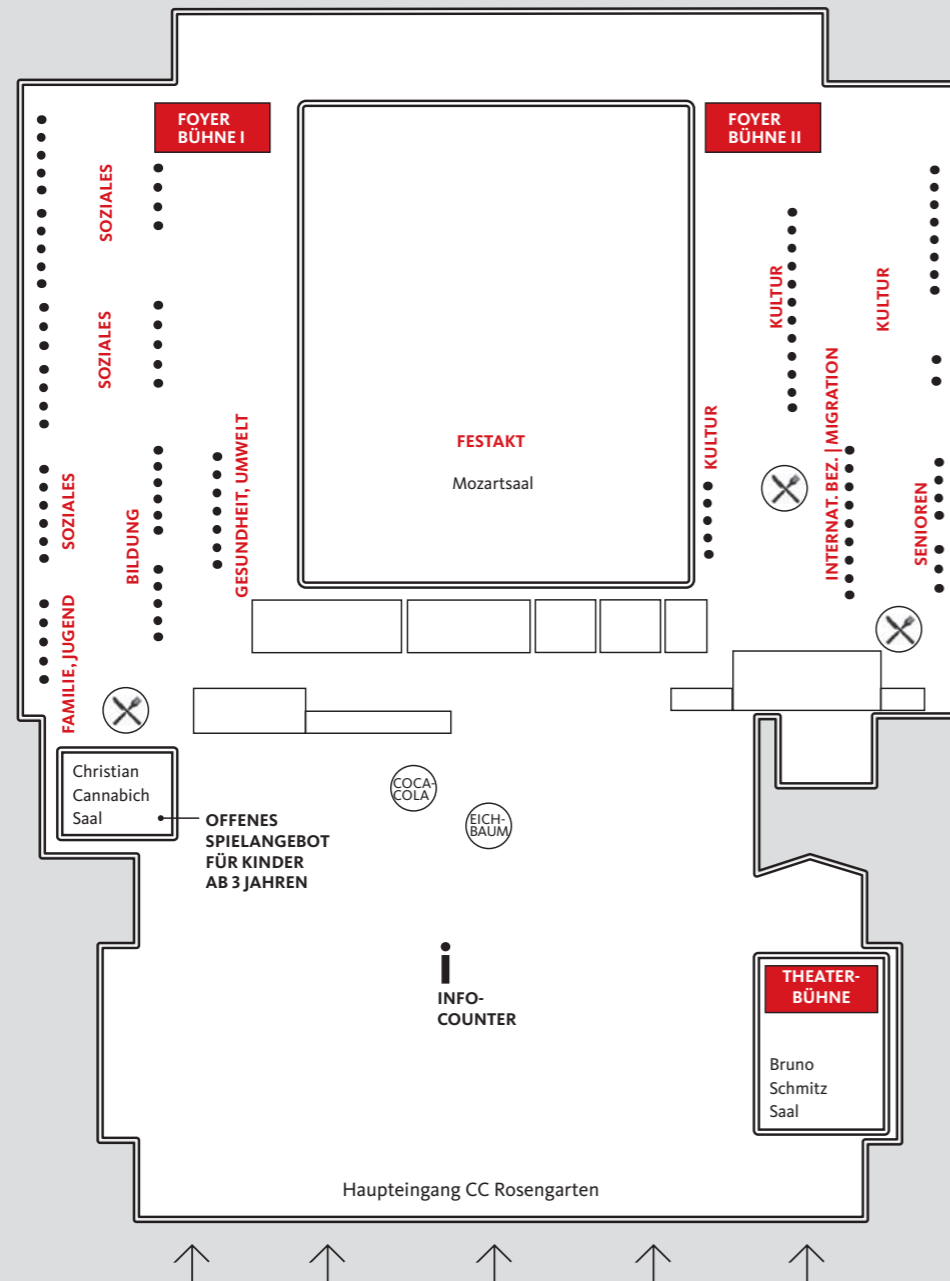 FOYER
BÜHNE I
FOYER
BÜHNE II
SOZIALES
SOZIALES
SOZIALES
FAMILIE, JUGEND
BILDUNG
GESUNDHEIT, UMWELT
FESTAKT
Mozartsaal
KULTUR
KULTUR
KULTUR
INTERNAT. BEZ. | MIGRATION
SENIOREN
Christian
Cannabich
Saal
OFFENES
SPIELANGEBOT
FÜR KINDER
AB 3 JAHREN
COCA-
COLA
EICH-
BAUM
i
INFO-
COUNTER
THEATER-
BÜHNE
Bruno
Schmitz
Saal
Haupteingang CC Rosengarten